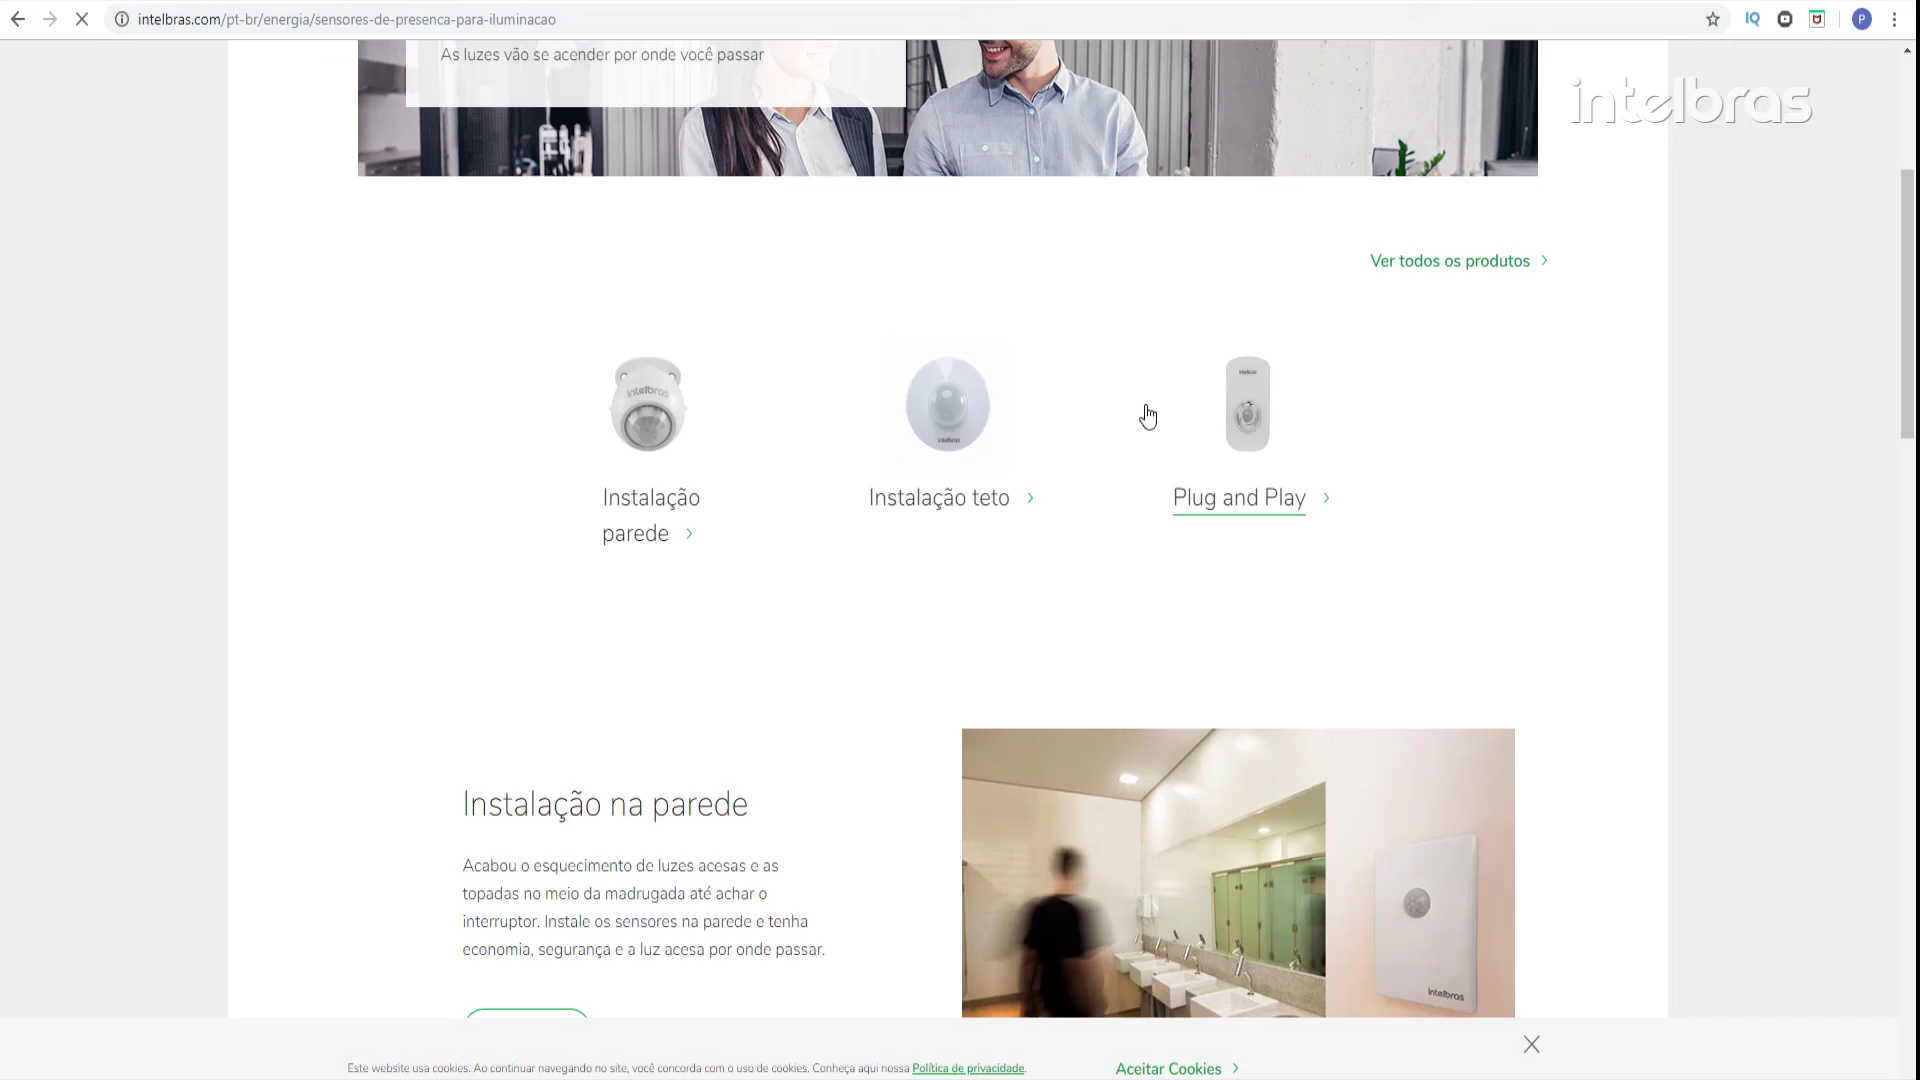 intelbras.com/pt-br/energia/sensores-de-presenca-para-iluminacao
IQ
P
As luzes vão se acender por onde você passar
intelbras
Ver todos os produtos
intelbras
intelbras
Instalação
parede
Instalação teto
Plug and Play
Instalação na parede
Acabou o esquecimento de luzes acesas e as
topadas no meio da madrugada até achar o
interruptor. Instale os sensores na parede e tenha
economia, segurança e a luz acesa por onde passar.
intelbras
Este website usa cookies. Ao continuar navegando no site, você concorda com o uso de cookies. Conheça aqui nossa Política de privacidade.
Aceitar Cookies